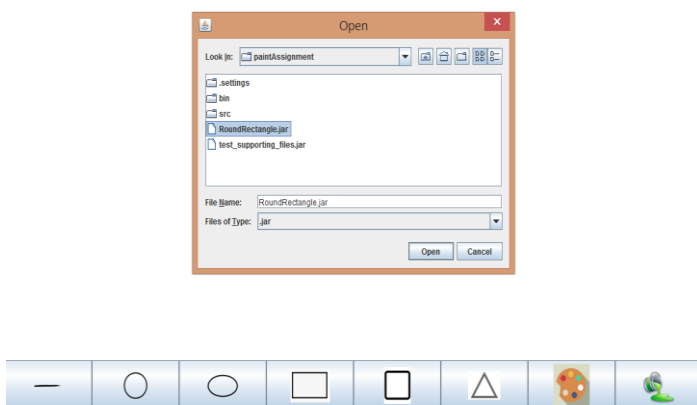 Open
Look In: paintAssignment
.settings
bin
src
RoundRectangle.jar
test_supporting_files.jar
File Name: RoundRectangle.jar
Files of Type: .jar
Open Cancel